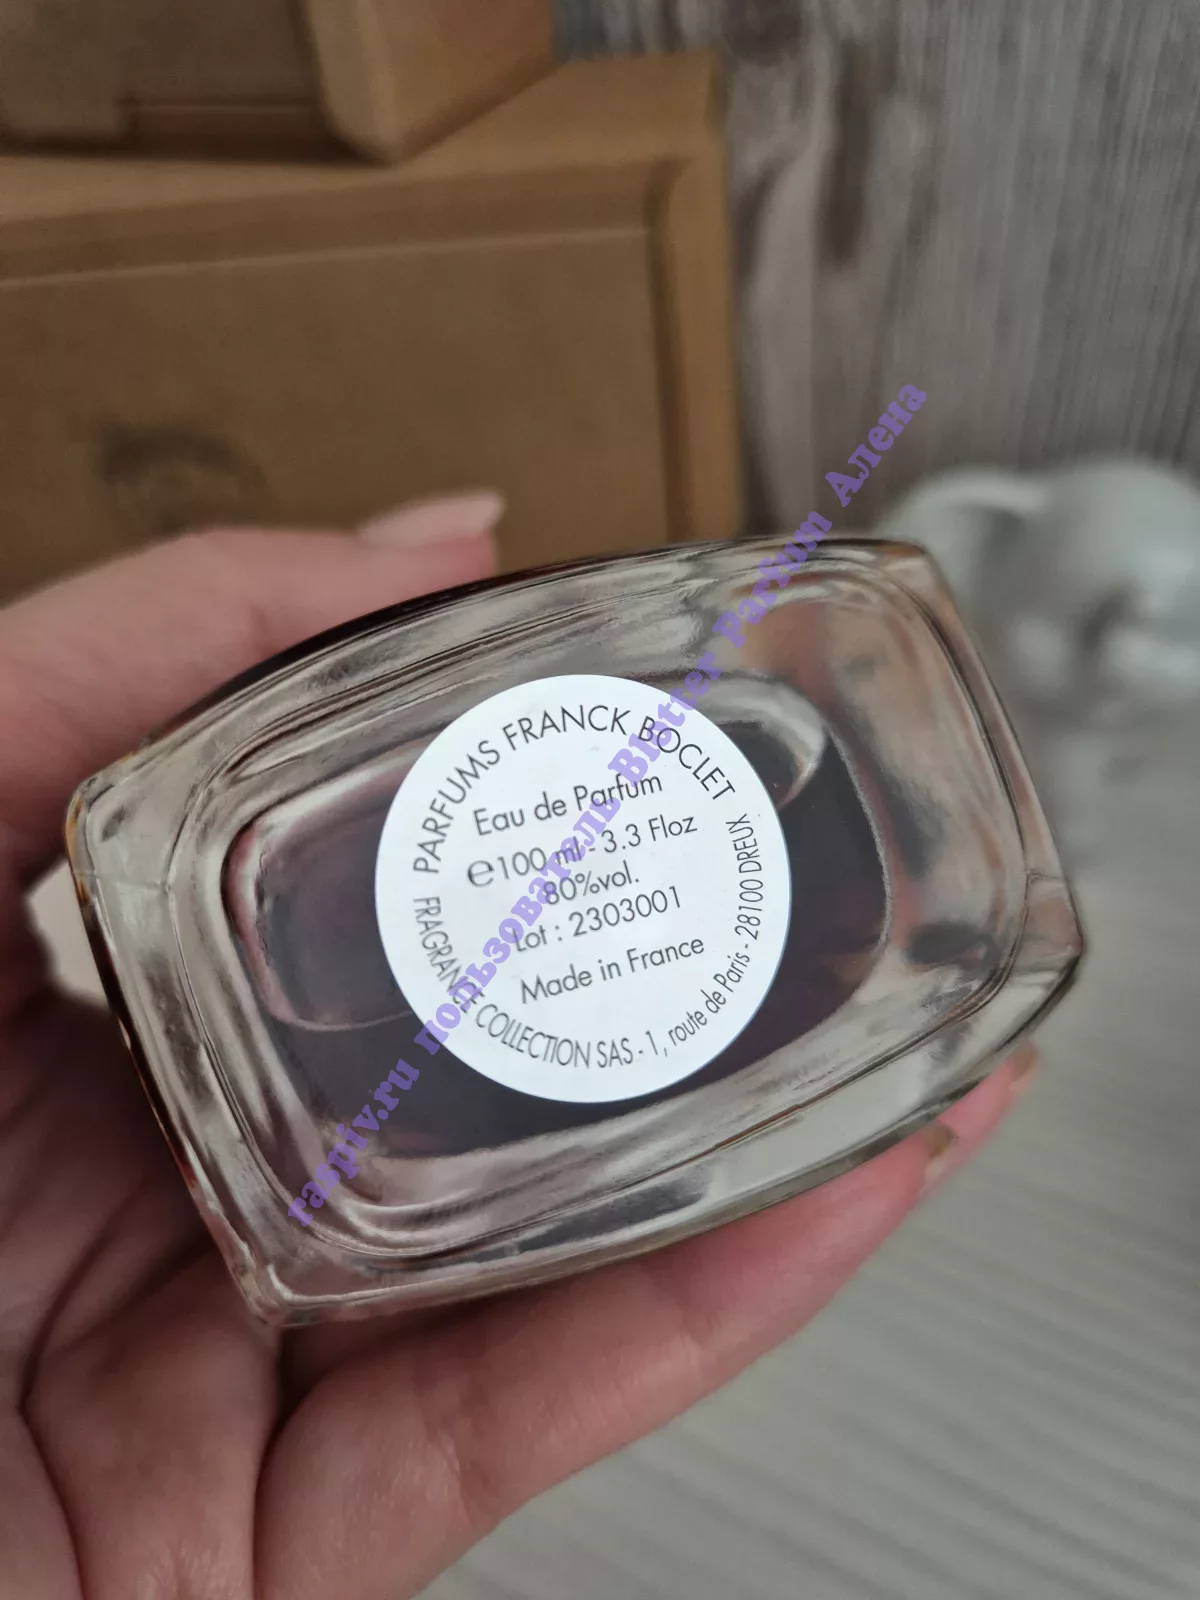 PARFUMS FRANCK BOCLET
Eau de Parfum
℮100 ml - 3.3 Floz
80%vol.
Lot : 2303001
Made in France
FRAGRANCE COLLECTION SAS - 1, route de Paris - 28100 DREUX
raspiv.ru пользователь Bletter Parfum Алена